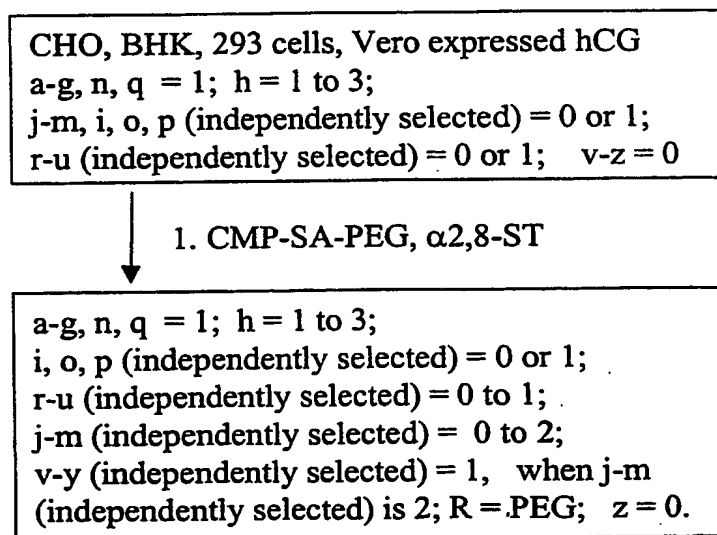 CHO, BHK, 293 cells, Vero expressed hCG
a-g, n, q = 1; h = 1 to 3;
j-m, i, o, p (independently selected) = 0 or 1;
r-u (independently selected) = 0 or 1; v-z = 0
1. CMP-SA-PEG, α2,8-ST
a-g, n, q = 1; h = 1 to 3;
i, o, p (independently selected) = 0 or 1;
r-u (independently selected) = 0 to 1;
j-m (independently selected) = 0 to 2;
v-y (independently selected) = 1, when j-m
(independently selected) is 2; R = PEG; z = 0.